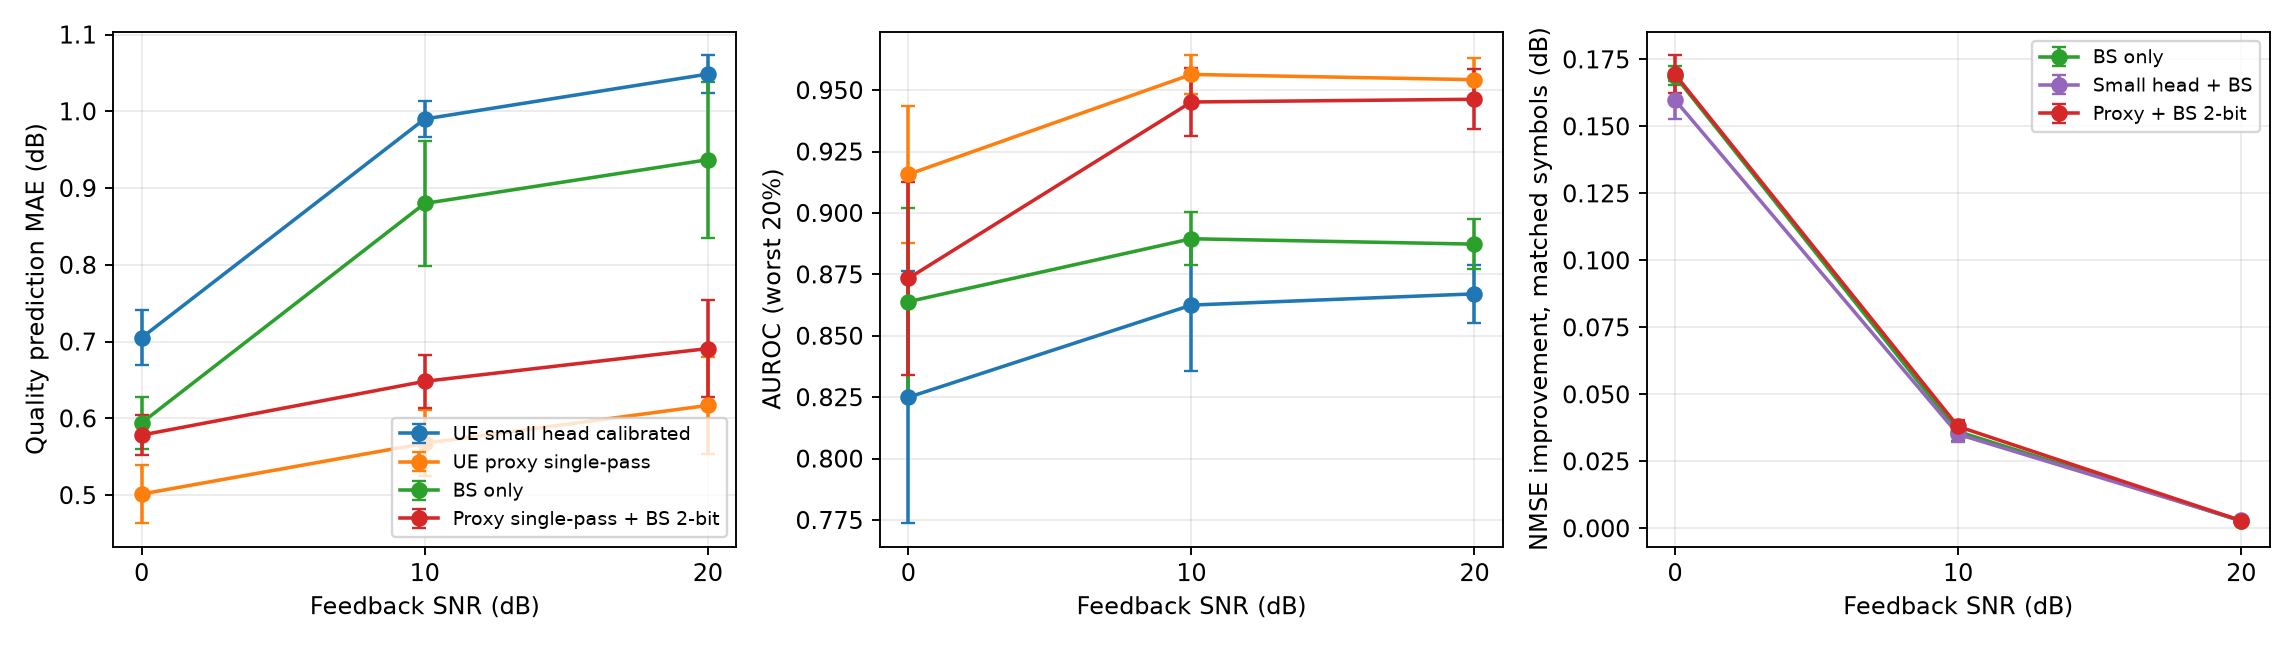 Quality prediction MAE (dB)
1.1
1.0
0.9
0.8
0.7
0.6
0.5
0
10
20
Feedback SNR (dB)
UE small head calibrated
UE proxy single-pass
BS only
Proxy single-pass + BS 2-bit
AUROC (worst 20%)
0.950
0.925
0.900
0.875
0.850
0.825
0.800
0.775
0
10
20
Feedback SNR (dB)
NMSE improvement, matched symbols (dB)
0.175
0.150
0.125
0.100
0.075
0.050
0.025
0.000
0
10
20
Feedback SNR (dB)
BS only
Small head + BS
Proxy + BS 2-bit